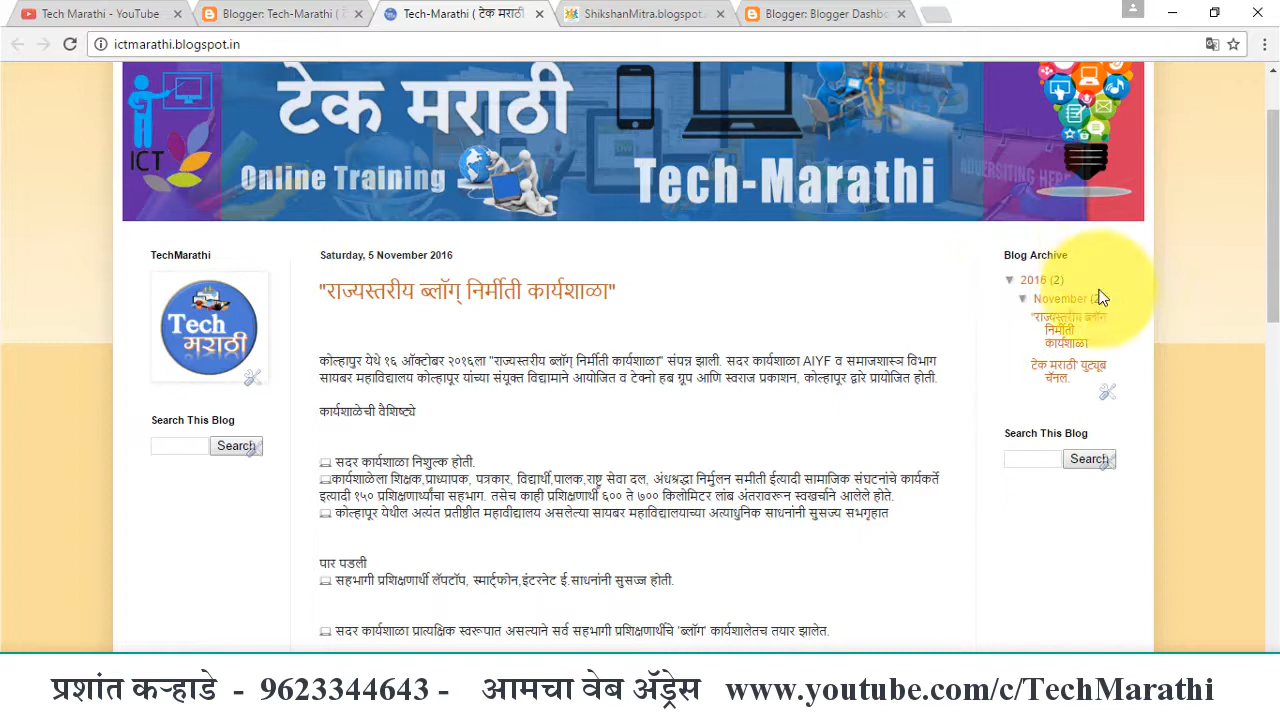 Tech Marathi - YouTube
Blogger: Tech-Marathi ( टे
Tech-Marathi ( टेक मराठी
ShikshanMitra.blogspot.
Blogger: Blogger Dashbo
ictmarathi.blogspot.in
टेक मराठी
ICT
Online Training
Tech-Marathi
ADVERSITING HERE
TechMarathi
Tech
मराठी
Search This Blog
Search
Saturday, 5 November 2016
"राज्यस्तरीय ब्लॉग् निर्मीती कार्यशाळा"
कोल्हापुर येथे १६ ऑक्टोबर २०१६ला "राज्यस्तरीय ब्लॉग् निर्मीती कार्यशाळा" संपन्न झाली. सदर कार्यशाळा AIYF व समाजशास्त्र विभाग
सायबर महाविद्यालय कोल्हापुर यांच्या संयूक्त विद्यामाने आयोजित व टेक्नो हब ग्रूप आणि स्वराज प्रकाशन, कोल्हापुर द्वारे प्रायोजित होती.
कार्यशाळेची वैशिष्ट्ये
सदर कार्यशाळा निशुल्क होती.
कार्यशाळेला शिक्षक,प्राध्यापक, पत्रकार, विद्यार्थी,पालक,राष्ट्र सेवा दल, अंधश्रद्धा निर्मुलन समीती ईत्यादी सामाजिक संघटनांचे कार्यकर्ते
इत्यादी १५० प्रशिक्षणार्थ्यांचा सहभाग. तसेच काही प्रशिक्षणार्थी ६०० ते ७०० किलोमिटर लांब अंतरावरून स्वखर्चाने आलेले होते.
कोल्हापूर येथील अत्यंत प्रतीष्ठीत महावीद्यालय असलेल्या सायबर महाविद्यालयाच्या अत्याधुनिक साधनांनी सुसज्य सभगृहात
पार पडली
सहभागी प्रशिक्षणार्थी लॅपटॉप, स्मार्ट्फोन,इंटरनेट ई.साधनांनी सुसज्ज होती.
सदर कार्यशाळा प्रात्यक्षिक स्वरूपात असल्याने सर्व सहभागी प्रशिक्षणार्थीचे 'ब्लॉग' कार्यशालेतच तयार झालेत.
Blog Archive
2016 (2)
November (2)
"राज्यस्तरीय ब्लॉग्
निर्मीती
कार्यशाळा
टेक मराठी युट्यूब
चॅनल.
Search This Blog
Search
प्रशांत कऱ्हाडे - 9623344643 - आमचा वेब ॲड्रेस www.youtube.com/c/TechMarathi